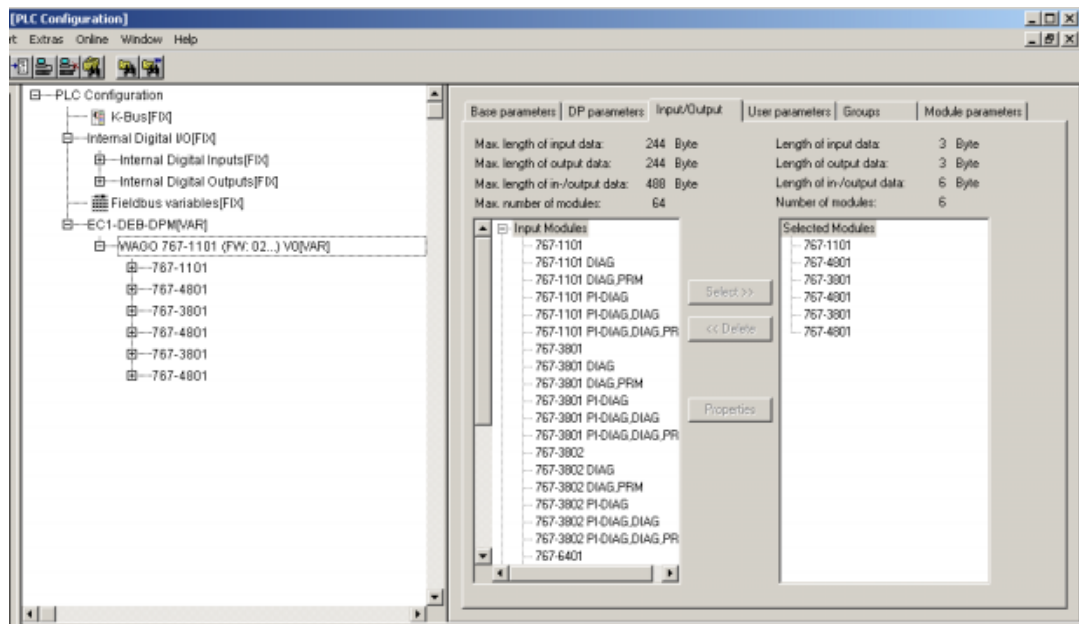 [PLC Configuration]
Extras Online Window Help
PLC Configuration
K-Bus[FIX]
Internal Digital I/O[FIX]
Internal Digital Inputs[FIX]
Internal Digital Outputs[FIX]
Fieldbus variables[FIX]
EC1-DEB-DPM[VAR]
WAGO 767-1101 (FW: 02...) V0[VAR]
767-1101
767-4801
767-3801
767-4801
767-3801
767-4801
Base parameters DP parameters Input/Output User parameters Groups Module parameters
Max. length of input data: 244 Byte Length of input data: 3 Byte
Max. length of output data: 244 Byte Length of output data: 3 Byte
Max. length of in-/output data: 488 Byte Length of in-/output data: 6 Byte
Max. number of modules: 64 Number of modules: 6
Input Modules
767-1101
767-1101 DIAG
767-1101 DIAG,PRM
767-1101 PI-DIAG
767-1101 PI-DIAG,DIAG
767-1101 PI-DIAG,DIAG,PR
767-3801
767-3801 DIAG
767-3801 DIAG,PRM
767-3801 PI-DIAG
767-3801 PI-DIAG,DIAG
767-3801 PI-DIAG,DIAG,PR
767-3802
767-3802 DIAG
767-3802 DIAG,PRM
767-3802 PI-DIAG
767-3802 PI-DIAG,DIAG
767-3802 PI-DIAG,DIAG,PR
767-6401
Select >>
<< Delete
Properties
Selected Modules
767-1101
767-4801
767-3801
767-4801
767-3801
767-4801